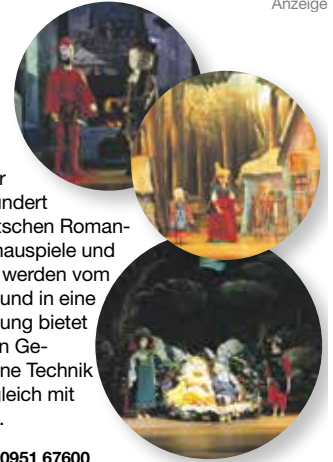 Anzeige
r
undert
tschen Roman-
hauspiele und
werden vom
und in eine
ung bietet
n Ge-
ne Technik
gleich mit
.
0951 67600